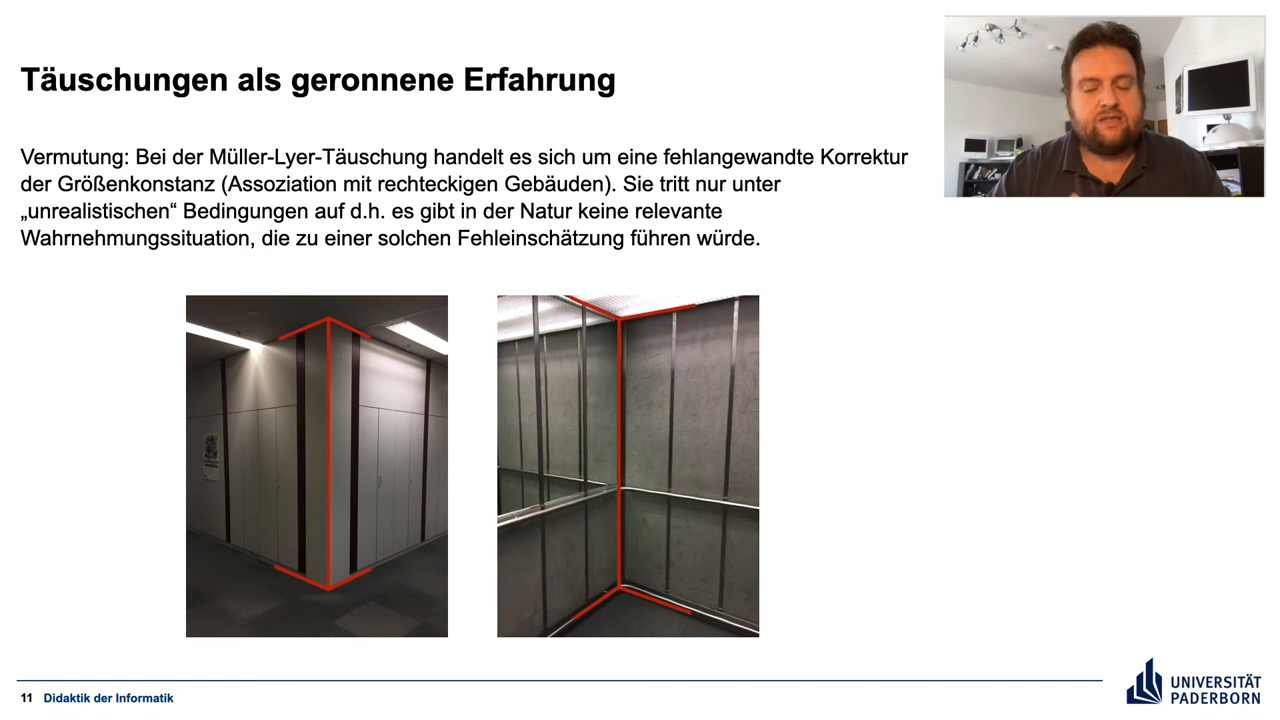 Täuschungen als geronnene Erfahrung
Vermutung: Bei der Müller-Lyer-Täuschung handelt es sich um eine fehlangewandte Korrektur
der Größenkonstanz (Assoziation mit rechteckigen Gebäuden). Sie tritt nur unter
„unrealistischen“ Bedingungen auf d.h. es gibt in der Natur keine relevante
Wahrnehmungssituation, die zu einer solchen Fehleinschätzung führen würde.
11 Didaktik der Informatik
UNIVERSITÄT
PADERBORN